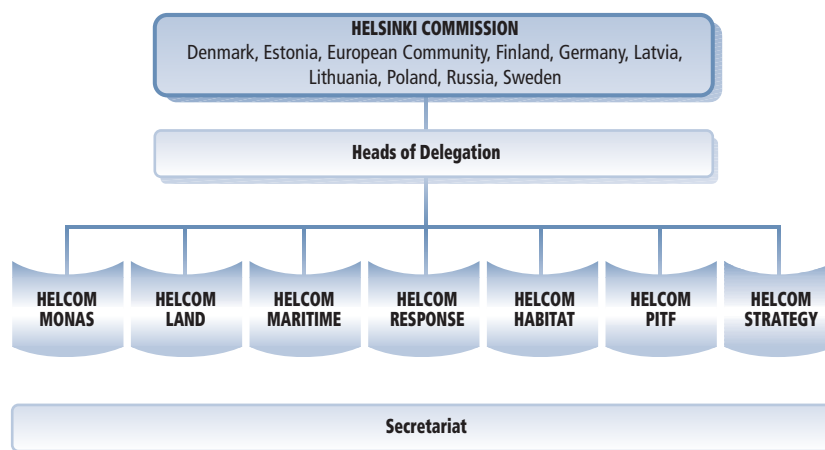 HELSINKI COMMISSION
Denmark, Estonia, European Community, Finland, Germany, Latvia,
Lithuania, Poland, Russia, Sweden
Heads of Delegation
HELCOM
MONAS
HELCOM
LAND
HELCOM
MARITIME
HELCOM
RESPONSE
HELCOM
HABITAT
HELCOM
PITF
HELCOM
STRATEGY
Secretariat